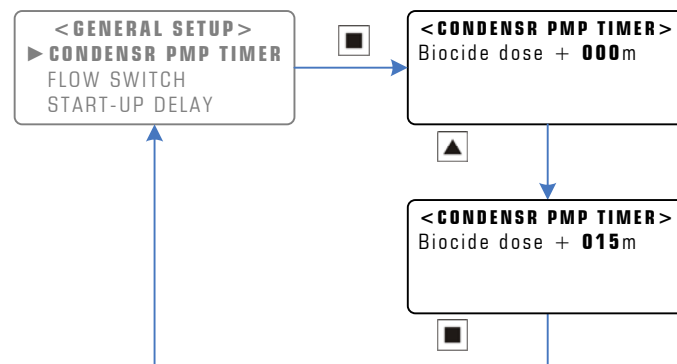 <GENERAL SETUP>
▶CONDENSR PMP TIMER
FLOW SWITCH
START-UP DELAY
<CONDENSR PMP TIMER>
Biocide dose + 000m
<CONDENSR PMP TIMER>
Biocide dose + 015m